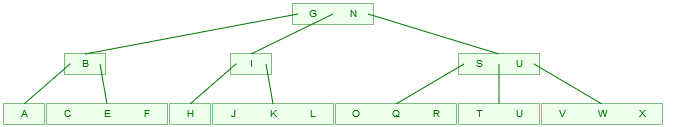 G N
B I S U
A C E F H J K L O Q R T U V W X